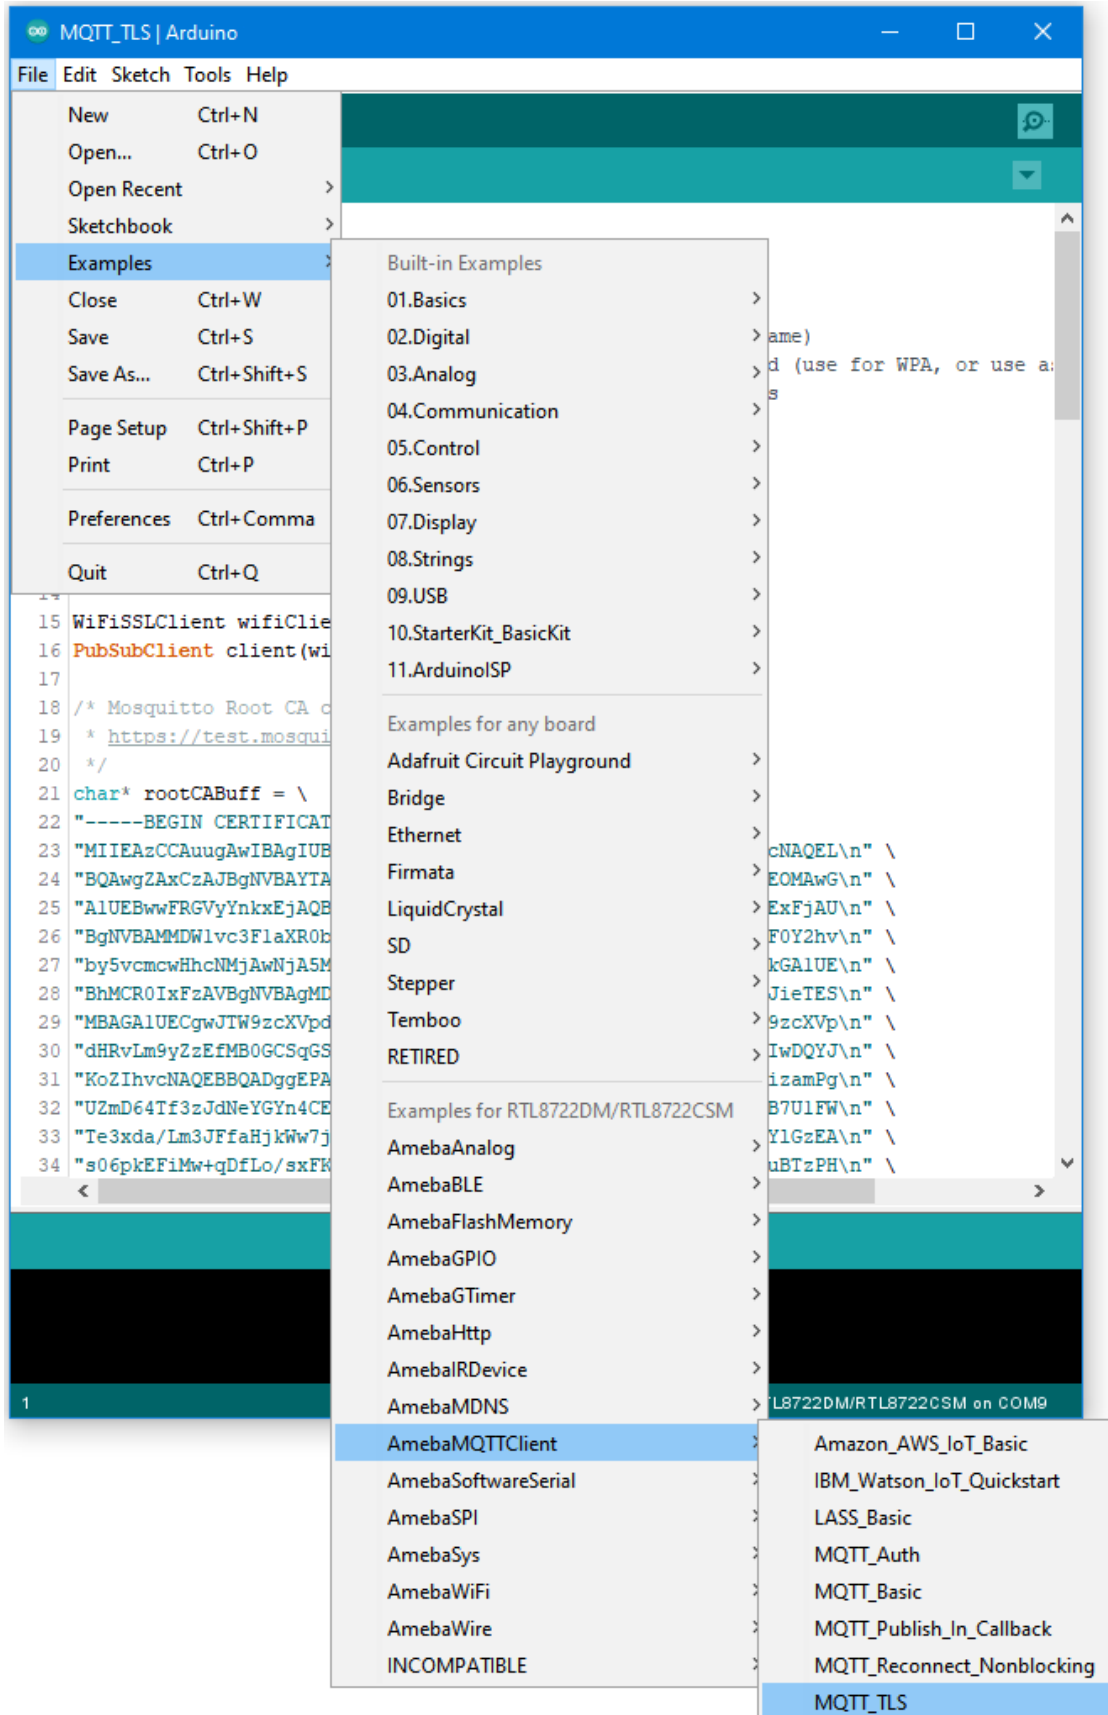 MQTT_TLS | Arduino
File Edit Sketch Tools Help
New Ctrl+N
Open... Ctrl+O
Open Recent
Sketchbook
Examples
Close Ctrl+W
Save Ctrl+S
Save As... Ctrl+Shift+S
Page Setup Ctrl+Shift+P
Print Ctrl+P
Preferences Ctrl+Comma
Quit Ctrl+Q
Built-in Examples
01.Basics
02.Digital
03.Analog
04.Communication
05.Control
06.Sensors
07.Display
08.Strings
09.USB
10.StarterKit_BasicKit
11.ArduinoISP
Examples for any board
Adafruit Circuit Playground
Bridge
Ethernet
Firmata
LiquidCrystal
SD
Stepper
Temboo
RETIRED
Examples for RTL8722DM/RTL8722CSM
AmebaAnalog
AmebaBLE
AmebaFlashMemory
AmebaGPIO
AmebaGTimer
AmebaHttp
AmebaIRDevice
AmebaMDNS
AmebaMQTTClient
AmebaSoftwareSerial
AmebaSPI
AmebaSys
AmebaWiFi
AmebaWire
INCOMPATIBLE
Amazon_AWS_IoT_Basic
IBM_Watson_IoT_Quickstart
LASS_Basic
MQTT_Auth
MQTT_Basic
MQTT_Publish_In_Callback
MQTT_Reconnect_Nonblocking
MQTT_TLS
ame)
d (use for WPA, or use a
s
14
15 WiFiSSLClient wifiClie
16 PubSubClient client(wi
17
18 /* Mosquitto Root CA c
19 * https://test.mosqui
20 */
21 char* rootCABuff = \
22 "-----BEGIN CERTIFICAT
23 "MIIEAzCCAuugAwIBAgIUB cNAQEL\n" \
24 "BQAwgZAxCzAJBgNVBAYTA EOMAwG\n" \
25 "A1UEBwwFRGVyYnkxEjAQB ExFjAU\n" \
26 "BgNVBAMMDW1vc3F1aXR0b F0Y2hv\n" \
27 "by5vcmcwHhcNMjAwNjA5M kGA1UE\n" \
28 "BhMCR0IxFzAVBgNVBAgMD JieTES\n" \
29 "MBAGA1UECgwJTW9zcXVpd 9zcXVp\n" \
30 "dHRvLm9yZzEfMB0GCSqGS IwDQYJ\n" \
31 "KoZIhvcNAQEBBQADggEPA izamPg\n" \
32 "UZmD64Tf3zJdNeYGYn4CE B7U1FW\n" \
33 "Te3xda/Lm3JFfaHjkWw7j Y1GzEA\n" \
34 "s06pkEFiMw+qDfLo/sxFK uBTzPH\n" \
1 L8722DM/RTL8722CSM on COM9